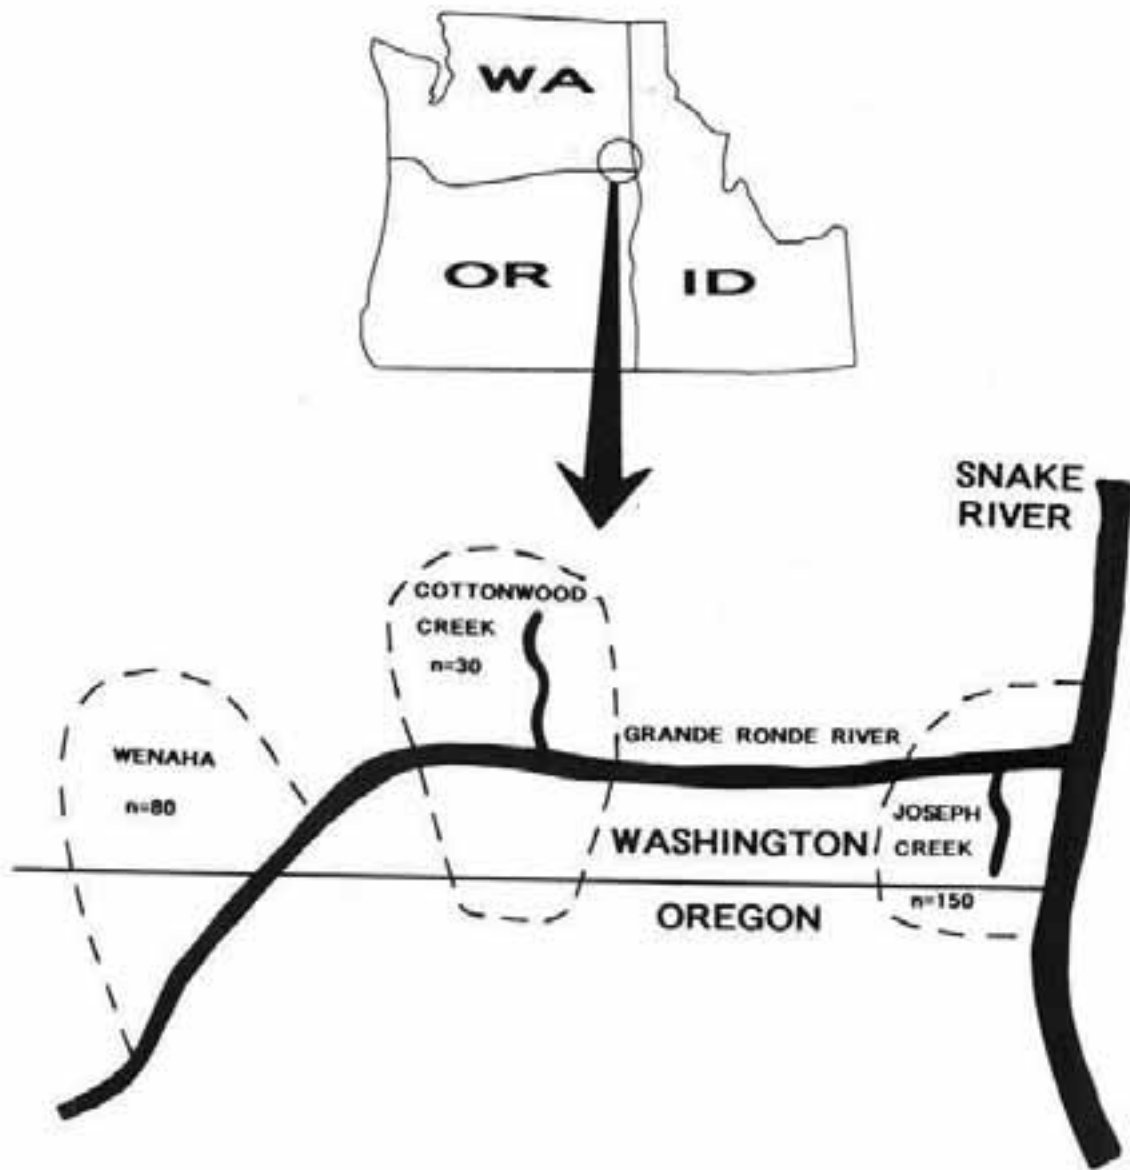 WA
OR
ID
SNAKE
RIVER
COTTONWOOD
CREEK
n=30
WENAHA
n=80
GRANDE RONDE RIVER
JOSEPH
CREEK
n=150
WASHINGTON
OREGON